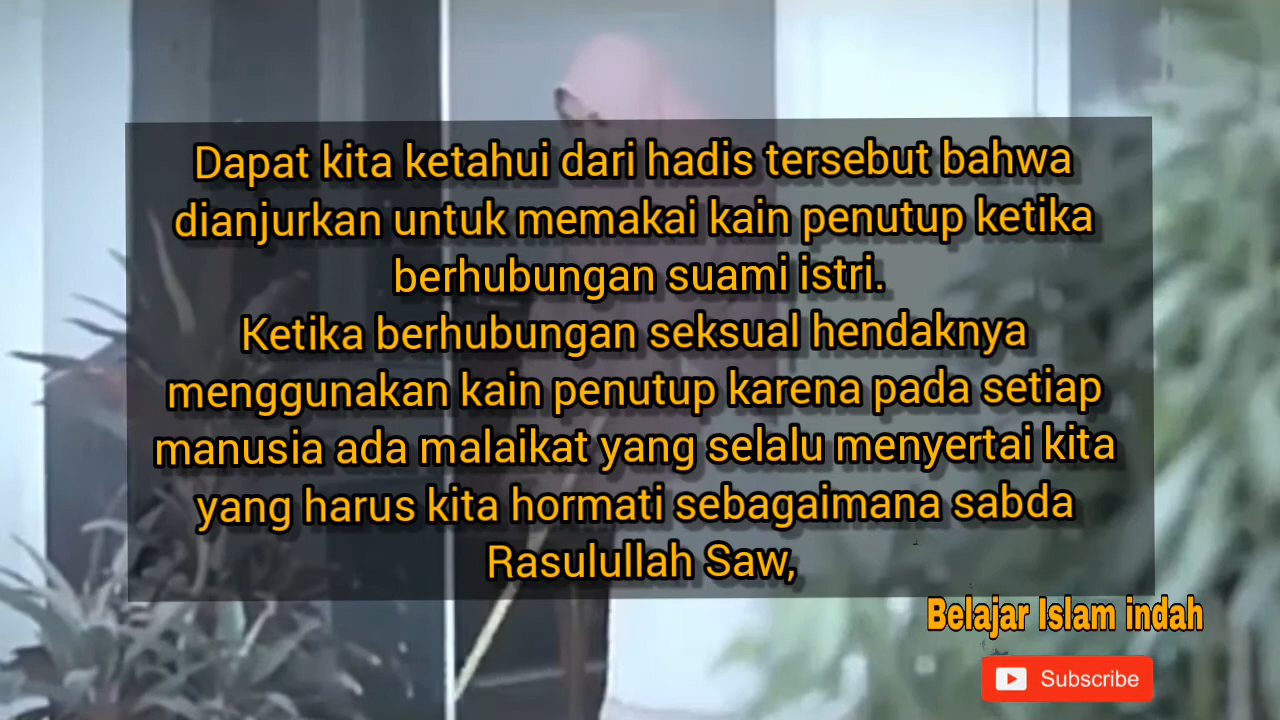 Dapat kita ketahui dari hadis tersebut bahwa
dianjurkan untuk memakai kain penutup ketika
berhubungan suami istri.
Ketika berhubungan seksual hendaknya
menggunakan kain penutup karena pada setiap
manusia ada malaikat yang selalu menyertai kita
yang harus kita hormati sebagaimana sabda
Rasulullah Saw,
Belajar Islam indah
Subscribe